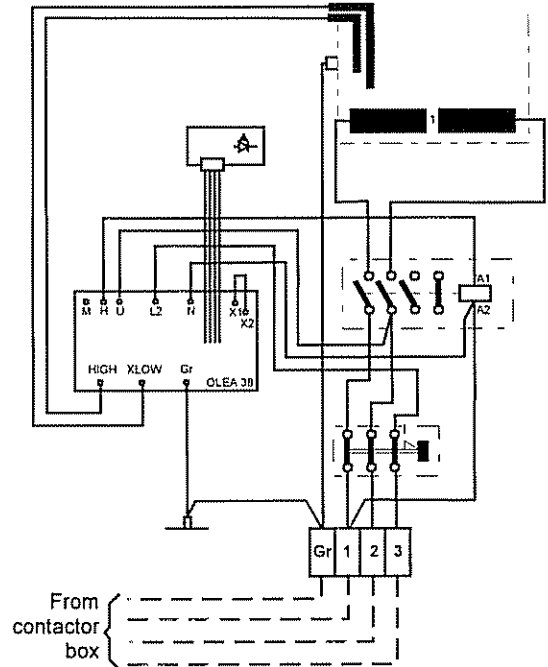 1
A1
A2
M H U L2 N X1
X2
HIGH XLOW Gr
OLEA 38
Gr 1 2 3
From
contactor
box